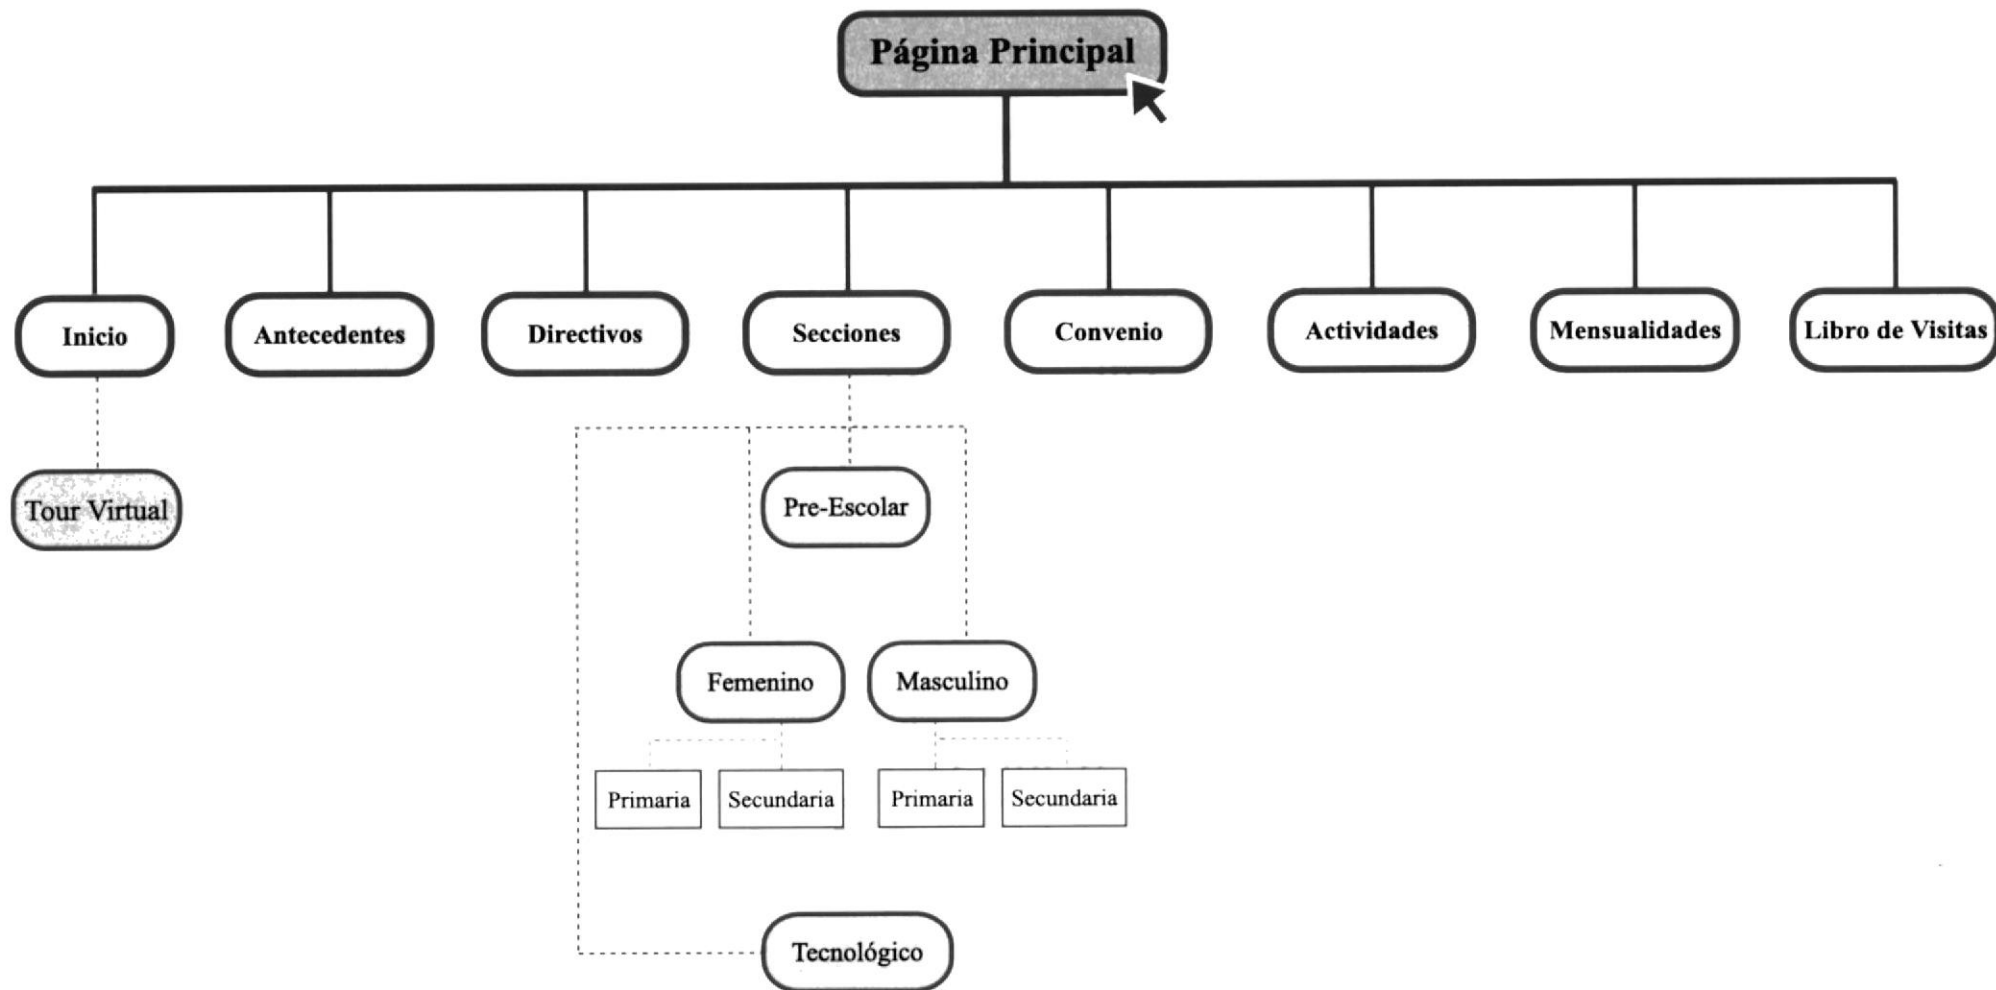 Página Principal
Inicio
Antecedentes
Directivos
Secciones
Convenio
Actividades
Mensualidades
Libro de Visitas
Tour Virtual
Pre-Escolar
Femenino
Masculino
Primaria
Secundaria
Primaria
Secundaria
Tecnológico